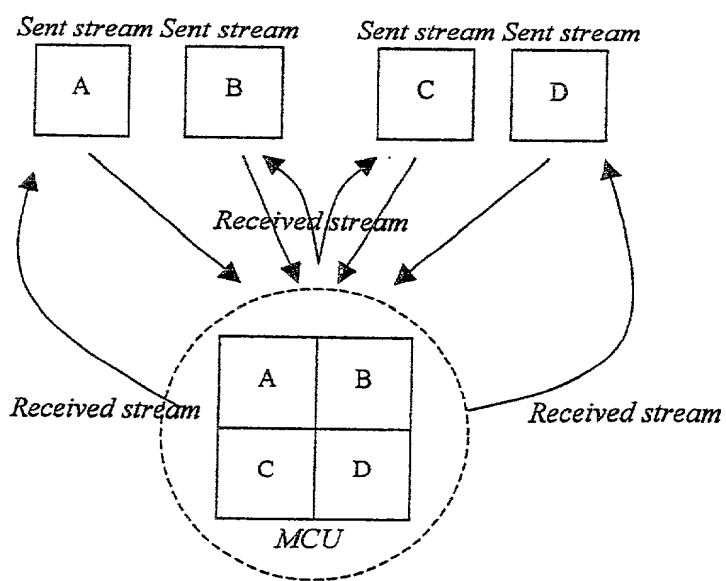 Sent stream Sent stream Sent stream Sent stream
A B C D
Received stream
A B
Received stream Received stream
C D
MCU